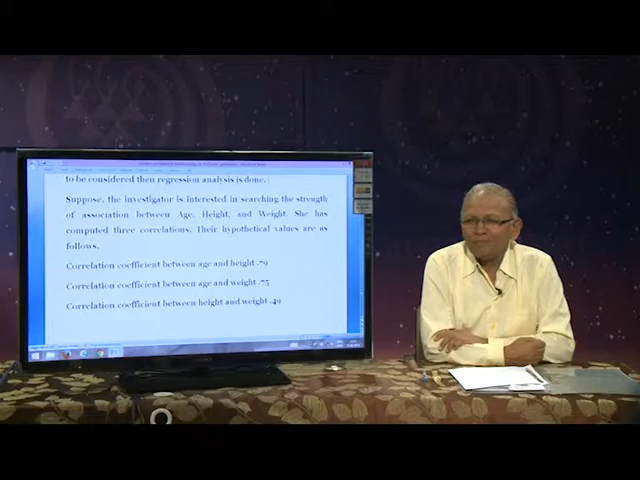 to be considered then regression analysis is done.
Suppose, the investigator is interested in searching the strength
of association between Age, Height, and Weight. She has
computed three correlations. Their hypothetical values are as
follows.
Correlation coefficient between age and height .79
Correlation coefficient between age and weight .75
Correlation coefficient between height and weight .49